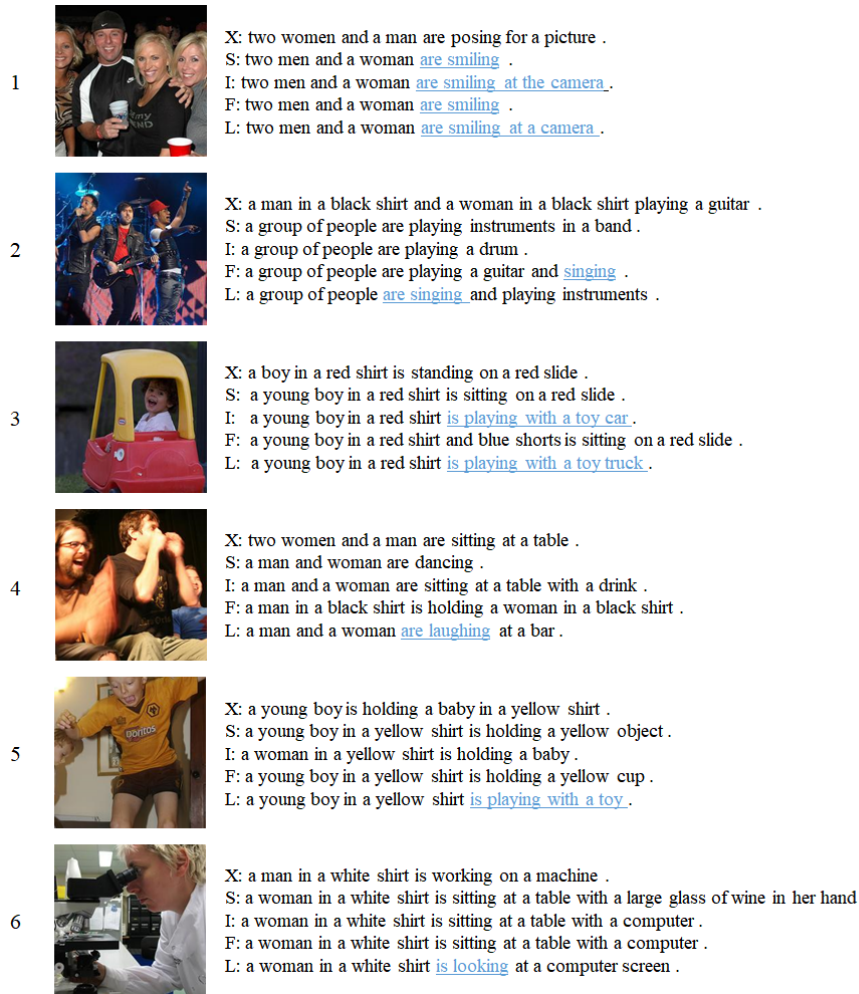 1
X: two women and a man are posing for a picture .
S: two men and a woman are smiling .
I: two men and a woman are smiling at the camera .
F: two men and a woman are smiling .
L: two men and a woman are smiling at a camera .
2
X: a man in a black shirt and a woman in a black shirt playing a guitar .
S: a group of people are playing instruments in a band .
I: a group of people are playing a drum .
F: a group of people are playing a guitar and singing .
L: a group of people are singing and playing instruments .
3
X: a boy in a red shirt is standing on a red slide .
S: a young boy in a red shirt is sitting on a red slide .
I: a young boy in a red shirt is playing with a toy car .
F: a young boy in a red shirt and blue shorts is sitting on a red slide .
L: a young boy in a red shirt is playing with a toy truck .
4
X: two women and a man are sitting at a table .
S: a man and woman are dancing .
I: a man and a woman are sitting at a table with a drink .
F: a man in a black shirt is holding a woman in a black shirt .
L: a man and a woman are laughing at a bar .
5
Doritos
X: a young boy is holding a baby in a yellow shirt .
S: a young boy in a yellow shirt is holding a yellow object .
I: a woman in a yellow shirt is holding a baby .
F: a young boy in a yellow shirt is holding a yellow cup .
L: a young boy in a yellow shirt is playing with a toy .
6
X: a man in a white shirt is working on a machine .
S: a woman in a white shirt is sitting at a table with a large glass of wine in her hand
I: a woman in a white shirt is sitting at a table with a computer .
F: a woman in a white shirt is sitting at a table with a computer .
L: a woman in a white shirt is looking at a computer screen .